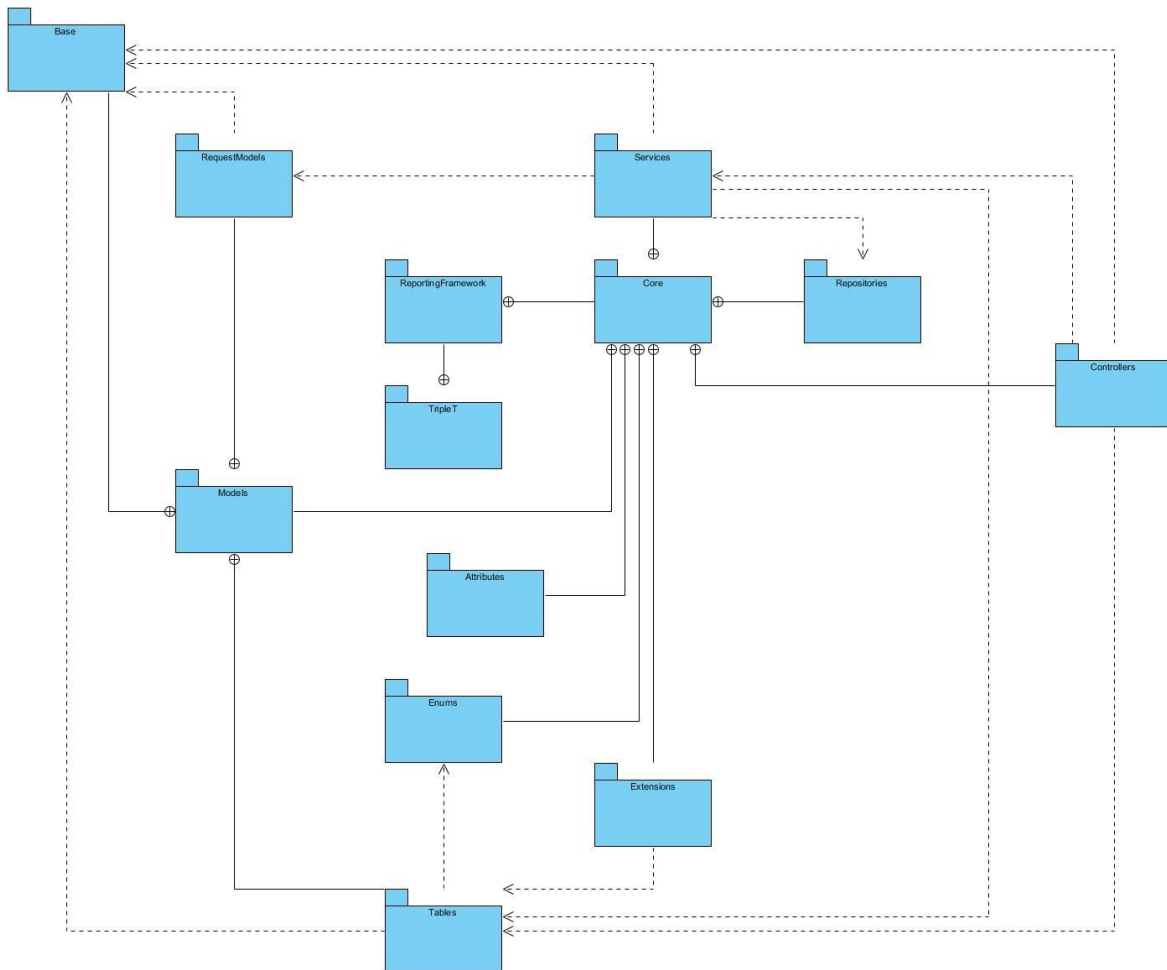 Base
RequestModels
Services
ReportingFramework
Core
Repositories
Controllers
TripleT
Models
Attributes
Enums
Extensions
Tables